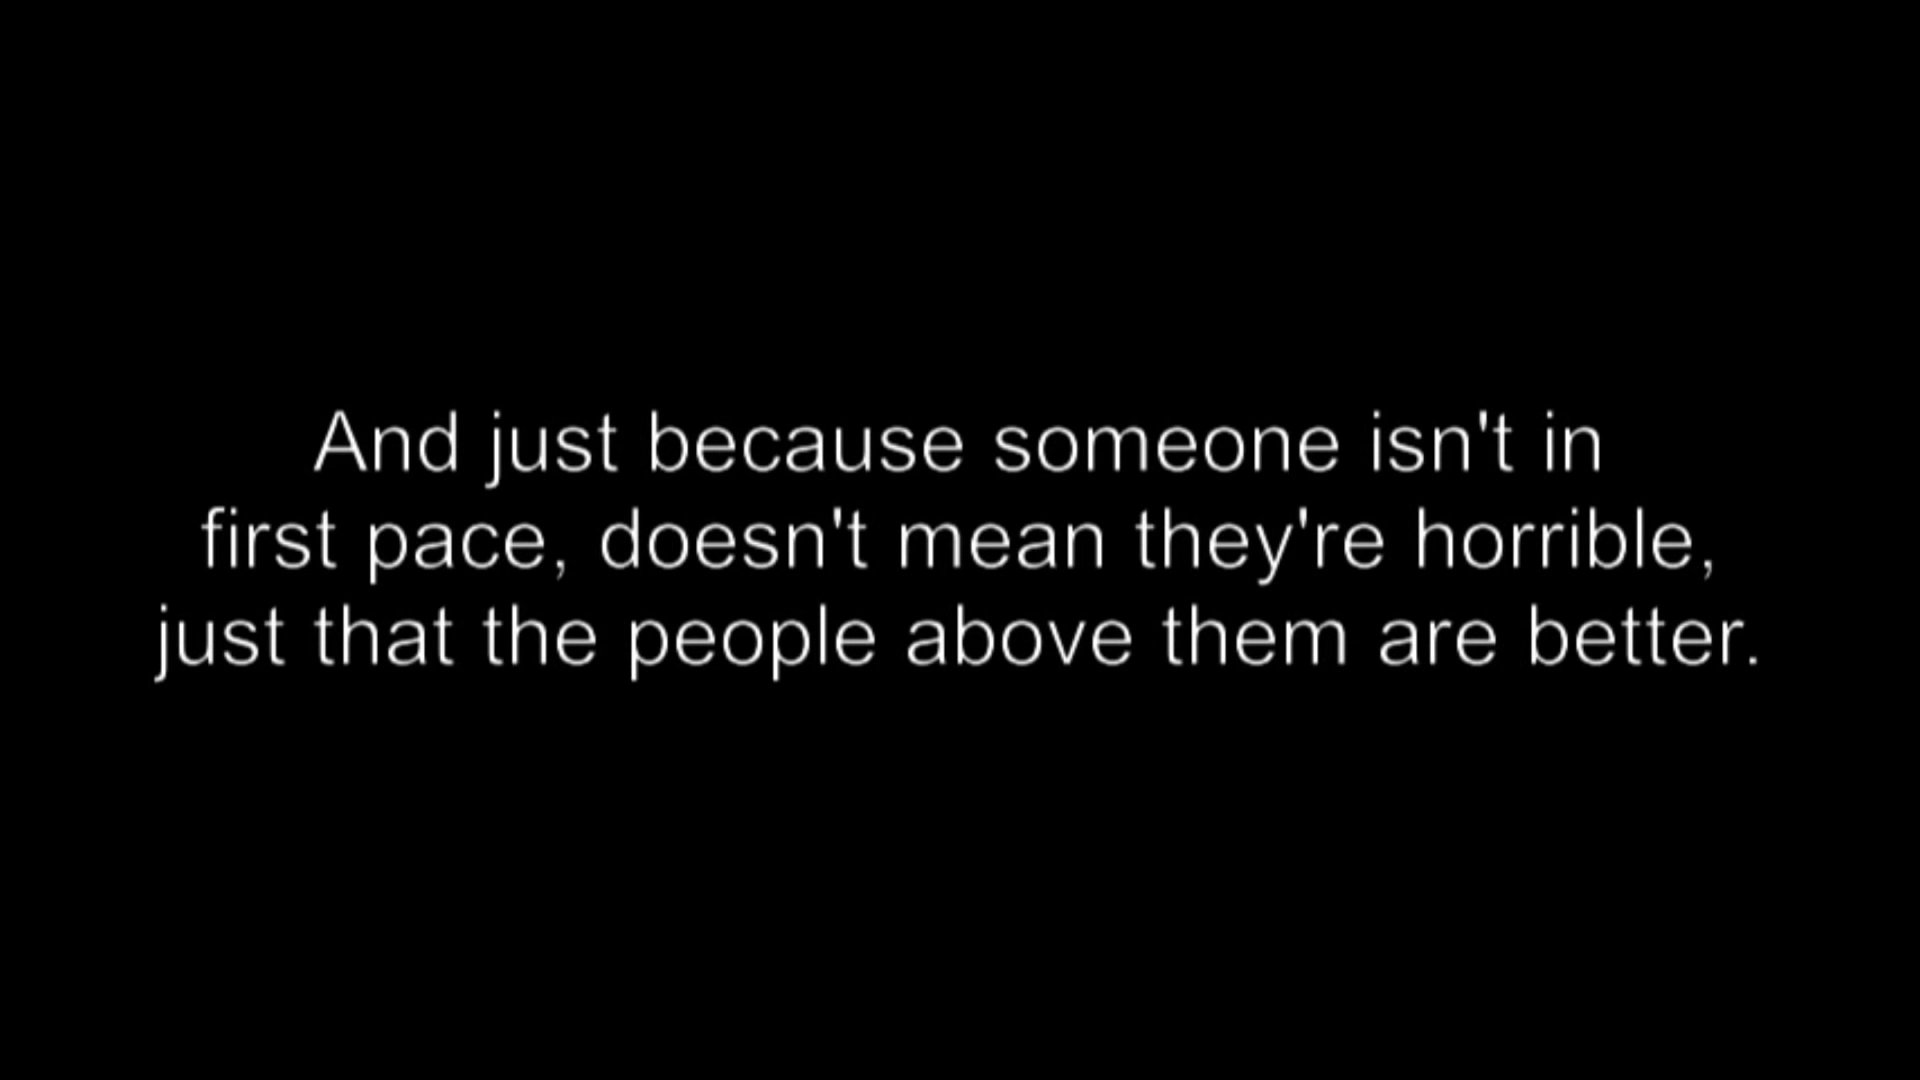 And just because someone isn't in
first pace, doesn't mean they're horrible,
just that the people above them are better.